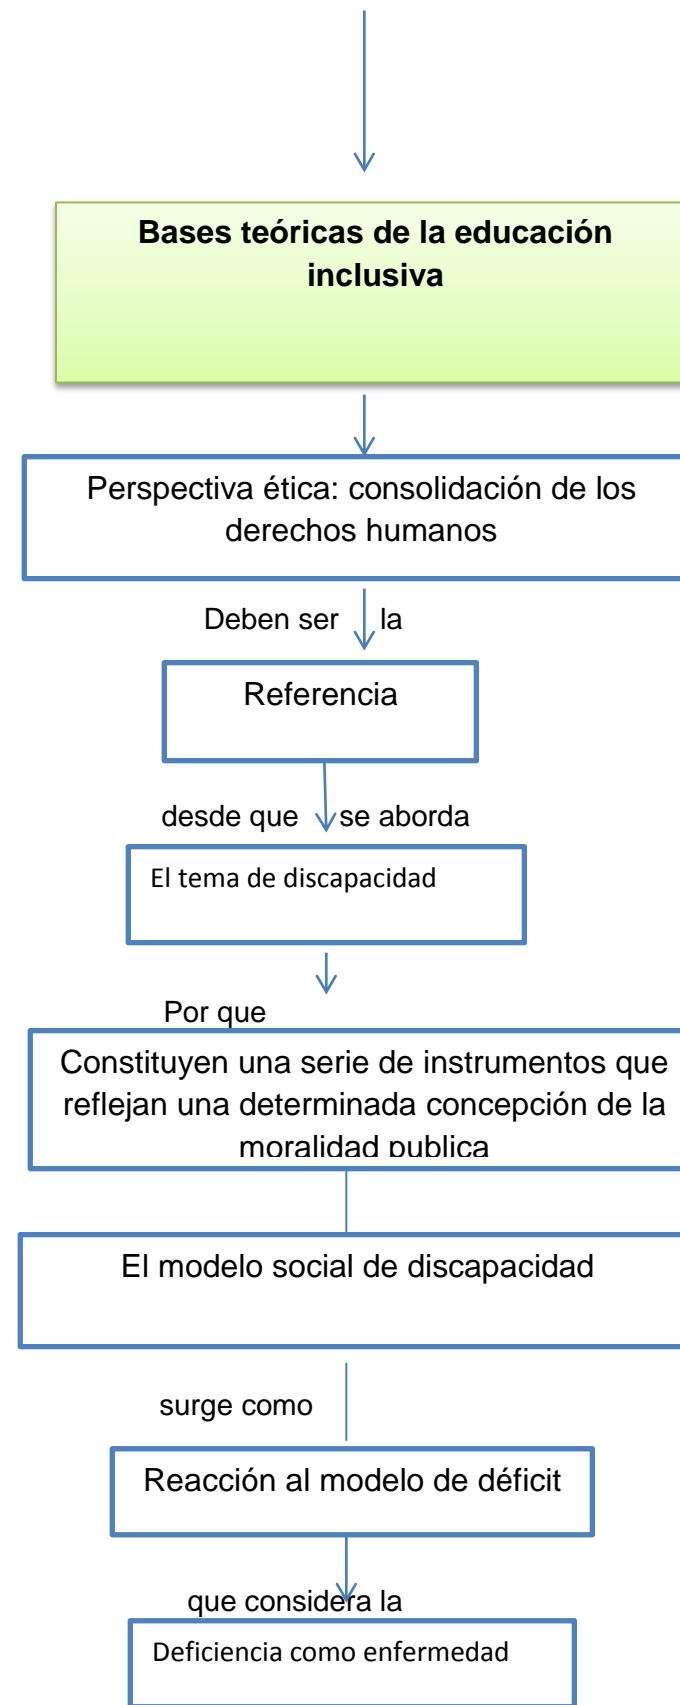 Bases teóricas de la educación
inclusiva
Perspectiva ética: consolidación de los
derechos humanos
Deben ser la
Referencia
desde que se aborda
El tema de discapacidad
Por que
Constituyen una serie de instrumentos que
reflejan una determinada concepción de la
moralidad publica
El modelo social de discapacidad
surge como
Reacción al modelo de déficit
que considera la
Deficiencia como enfermedad